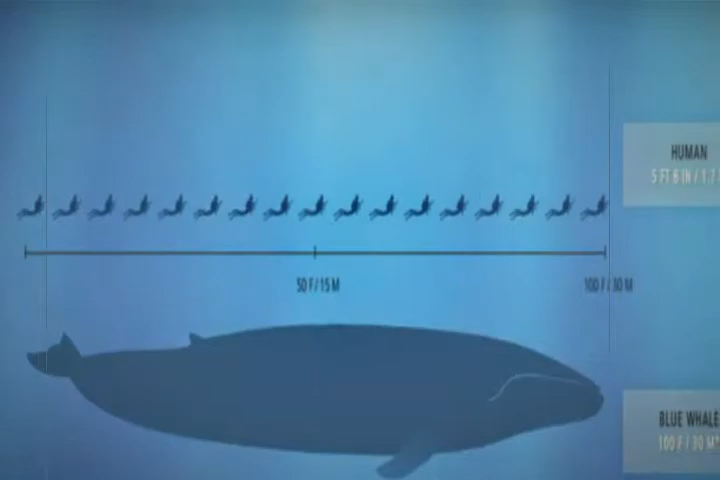 HUMAN
5 FT 6 IN / 1.7
50 F / 15 M
100 F / 30 M
BLUE WHALE
100 F / 30 M*